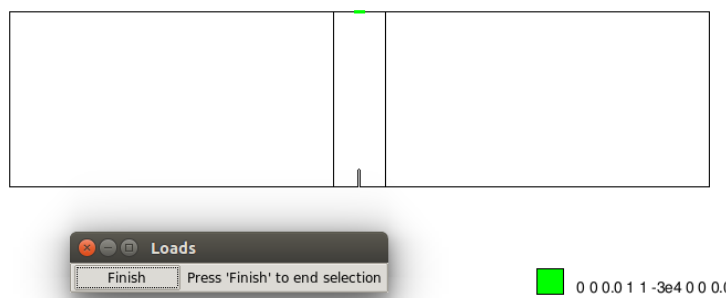 Loads
Finish Press 'Finish' to end selection
0 0 0.0 1 1 -3e4 0 0 0.0